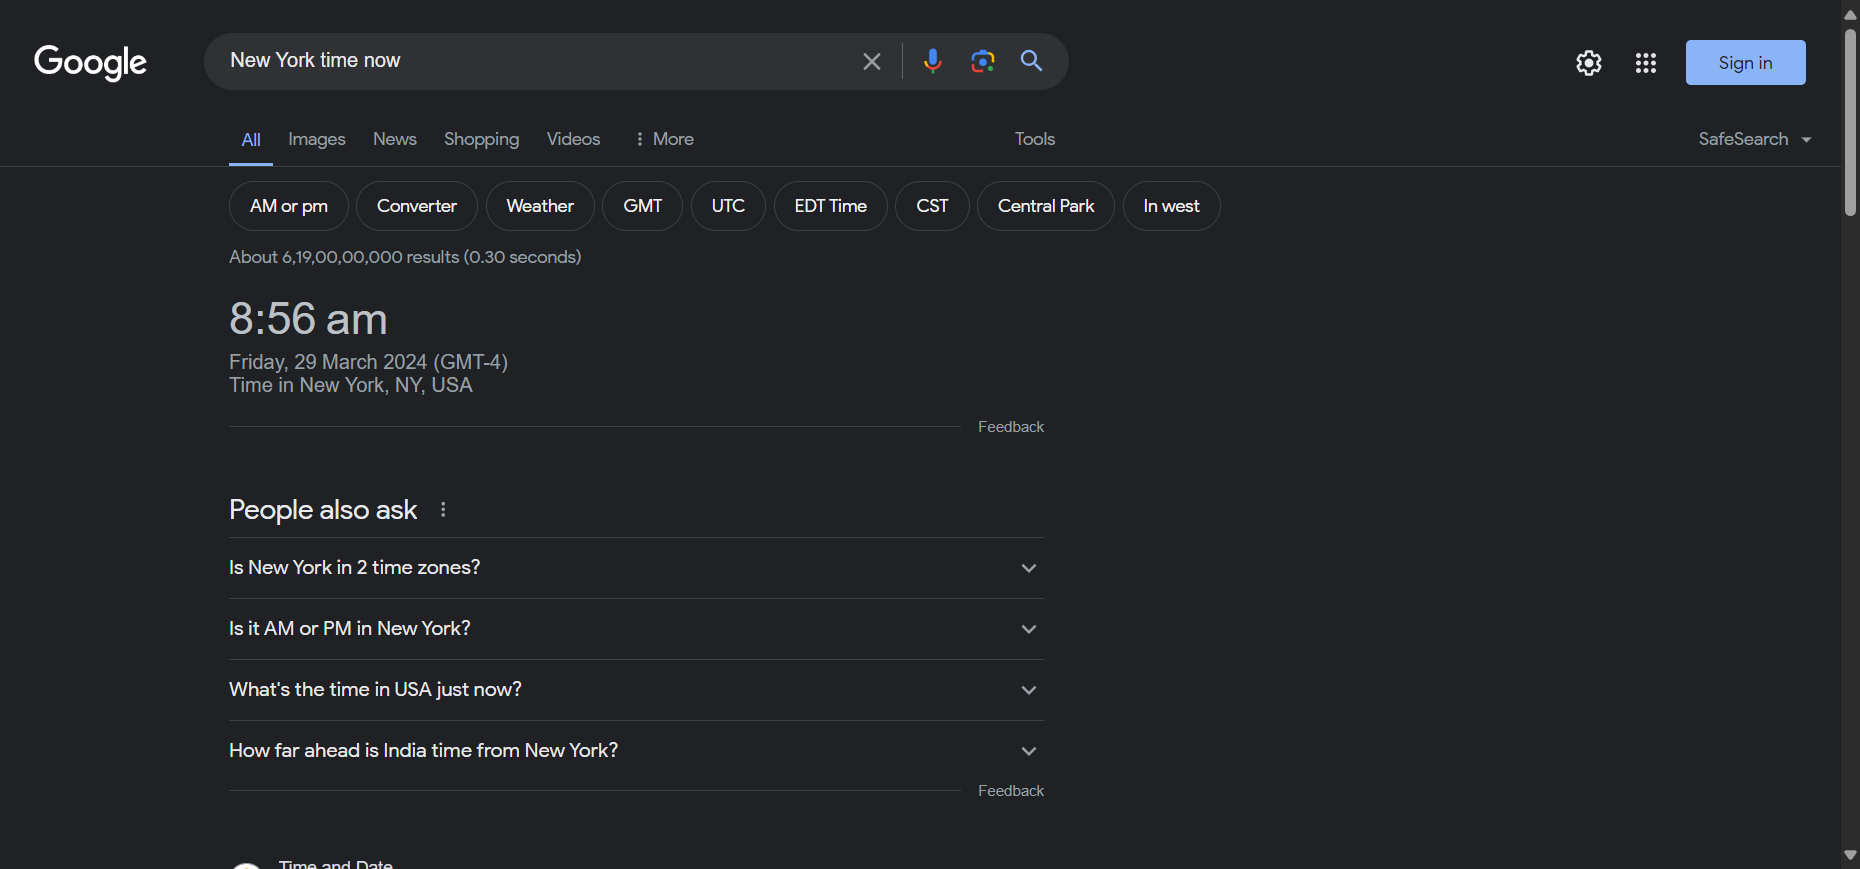 Google
New York time now
Sign in
All Images News Shopping Videos More Tools SafeSearch
AM or pm Converter Weather GMT UTC EDT Time CST Central Park In west
About 6,19,00,00,000 results (0.30 seconds)
8:56 am
Friday, 29 March 2024 (GMT-4)
Time in New York, NY, USA
Feedback
People also ask
Is New York in 2 time zones?
Is it AM or PM in New York?
What's the time in USA just now?
How far ahead is India time from New York?
Feedback
Time and Date